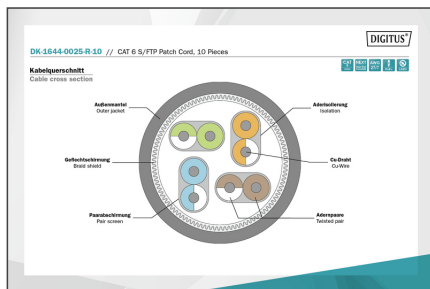 DIGITUS®
DK-1644-0025-R-10 // CAT 6 S/FTP Patch Cord, 10 Pieces
Kabelquerschnitt
Cable cross section
Außenmantel
Outer jacket
Aderisolierung
Isolation
Geflechtschirmung
Braid shield
Cu-Draht
Cu-Wire
Paarabschirmung
Pair screen
Adernpaare
Twisted pair